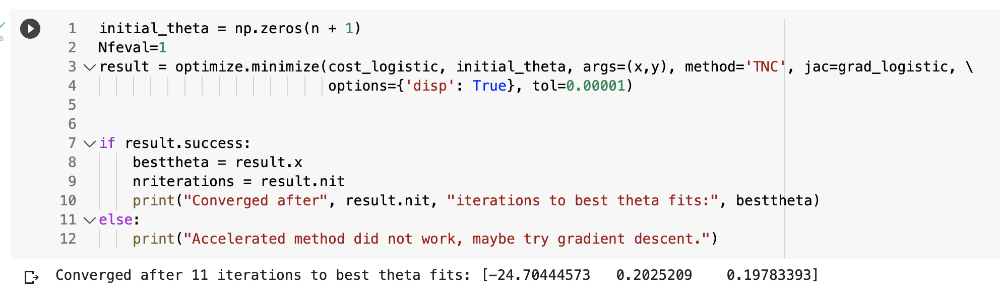 1 initial_theta = np.zeros(n + 1)
2 Nfeval=1
3 result = optimize.minimize(cost_logistic, initial_theta, args=(x,y), method='TNC', jac=grad_logistic, \
4 options={'disp': True}, tol=0.00001)
5
6
7 if result.success:
8 besttheta = result.x
9 nriterations = result.nit
10 print("Converged after", result.nit, "iterations to best theta fits:", besttheta)
11 else:
12 print("Accelerated method did not work, maybe try gradient descent.")
Converged after 11 iterations to best theta fits: [-24.70444573 0.2025209 0.19783393]